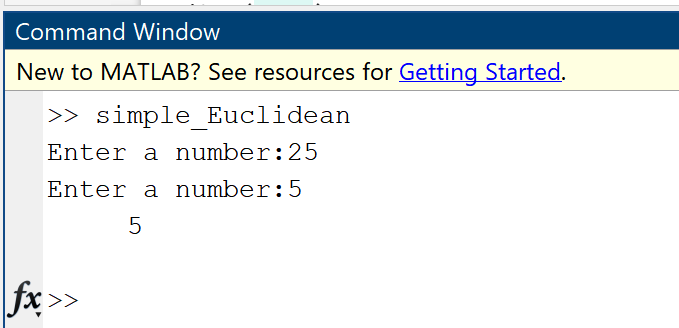 Command Window
New to MATLAB? See resources for Getting Started.
>> simple_Euclidean
Enter a number:25
Enter a number:5
5
fx >>